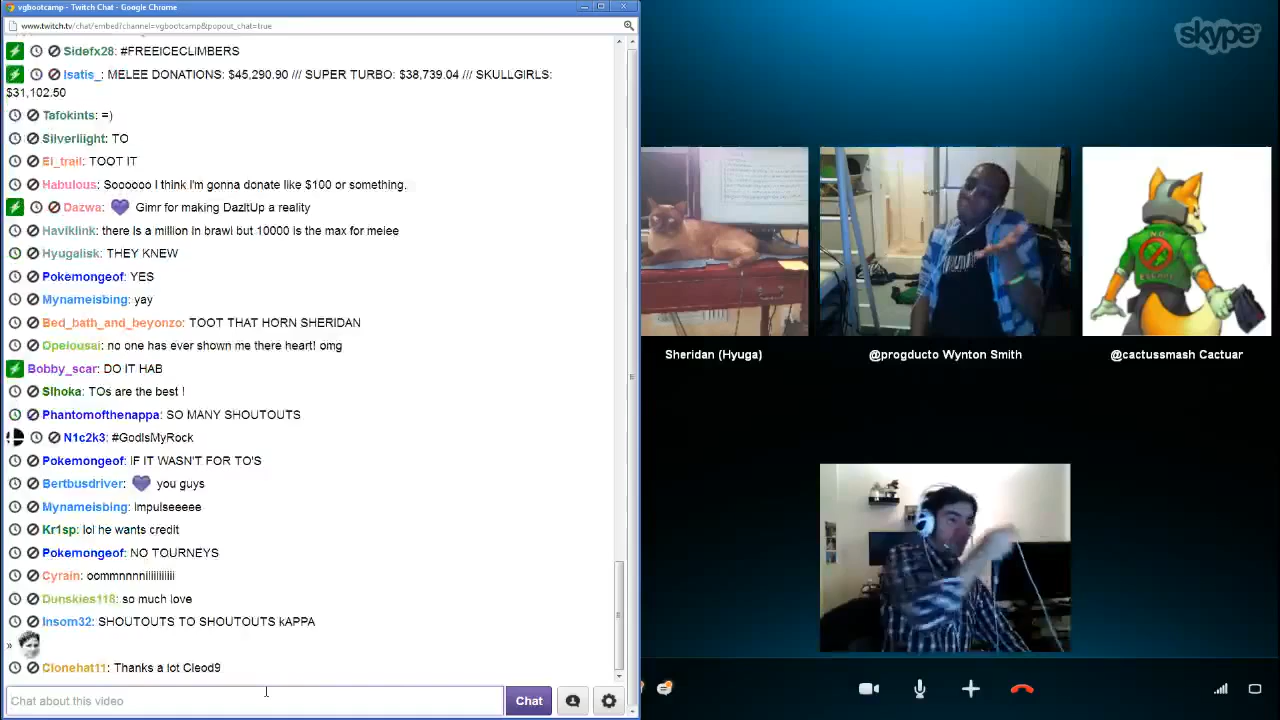 vgbootcamp - Twitch Chat - Google Chrome
www.twitch.tv/chat/embed?channel=vgbootcamp&popout_chat=true
Sidefx28: #FREEICECLIMBERS
Isatis_: MELEE DONATIONS: $45,290.90 /// SUPER TURBO: $38,739.04 /// SKULLGIRLS:
$31,102.50
Tafokints: =)
Silverliight: TO
El_trail: TOOT IT
Habulous: Soooooo I think I'm gonna donate like $100 or something.
Dazwa: Gimr for making DazItUp a reality
Haviklink: there Is a million in brawl but 10000 is the max for melee
Hyugalisk: THEY KNEW
Pokemongeof: YES
Mynameisbing: yay
Bed_bath_and_beyonzo: TOOT THAT HORN SHERIDAN
Opelousai: no one has ever shown me there heart! omg
Bobby_scar: DO IT HAB
Slhoka: TOs are the best !
Phantomofthenappa: SO MANY SHOUTOUTS
N1c2k3: #GodIsMyRock
Pokemongeof: IF IT WASN'T FOR TO'S
Bertbusdriver: you guys
Mynameisbing: Impulseeeee
Kr1sp: lol he wants credit
Pokemongeof: NO TOURNEYS
Cyrain: oommnnnniiiiiiiiiii
Dunskies118: so much love
Insom32: SHOUTOUTS TO SHOUTOUTS kAPPA
»
Clonehat11: Thanks a lot Cleod9
Chat about this video
Chat
skype
NO
Sheridan (Hyuga)
@progducto Wynton Smith
@cactussmash Cactuar